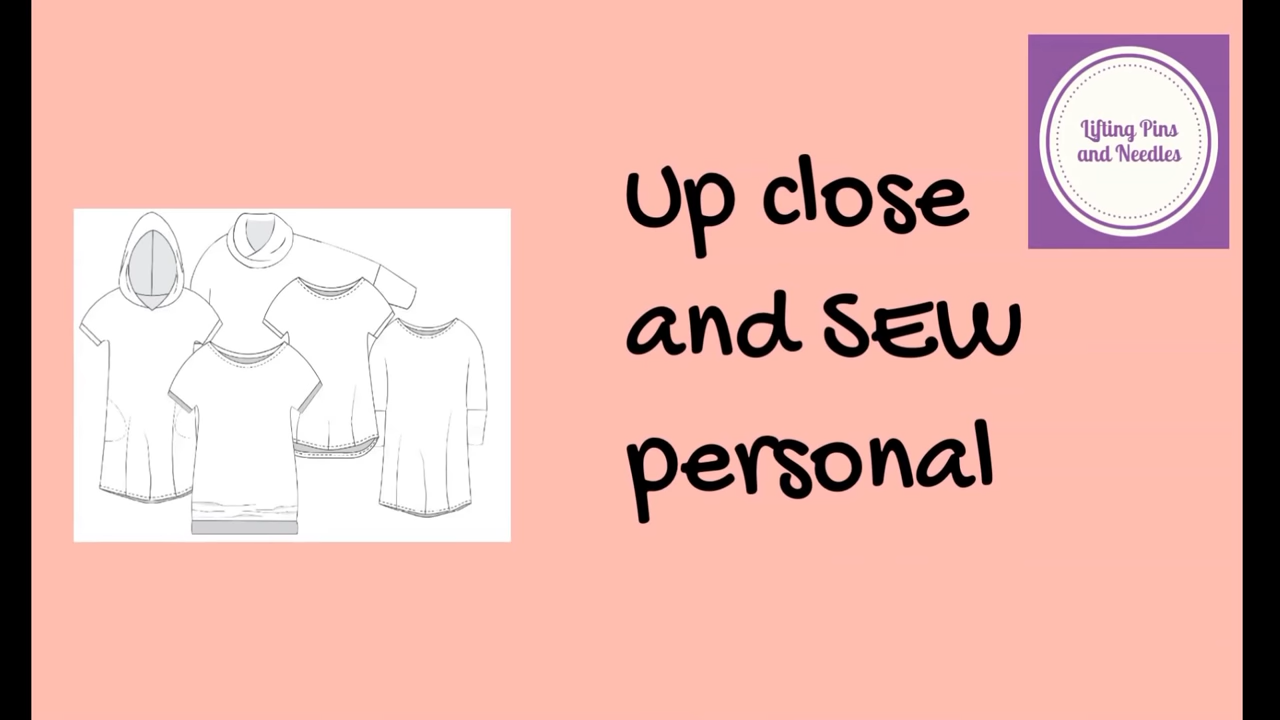 Up close
and SEW
personal
Lifting Pins
and Needles